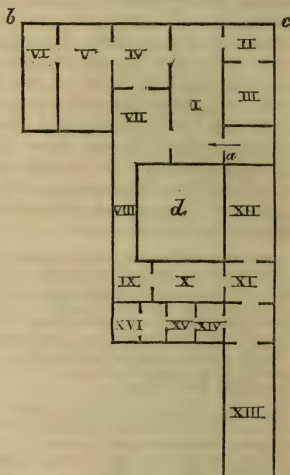 b c
VI V IV II
I III
VII
a
VIII d XII
IX X XI
XVI XV XIV
XIII